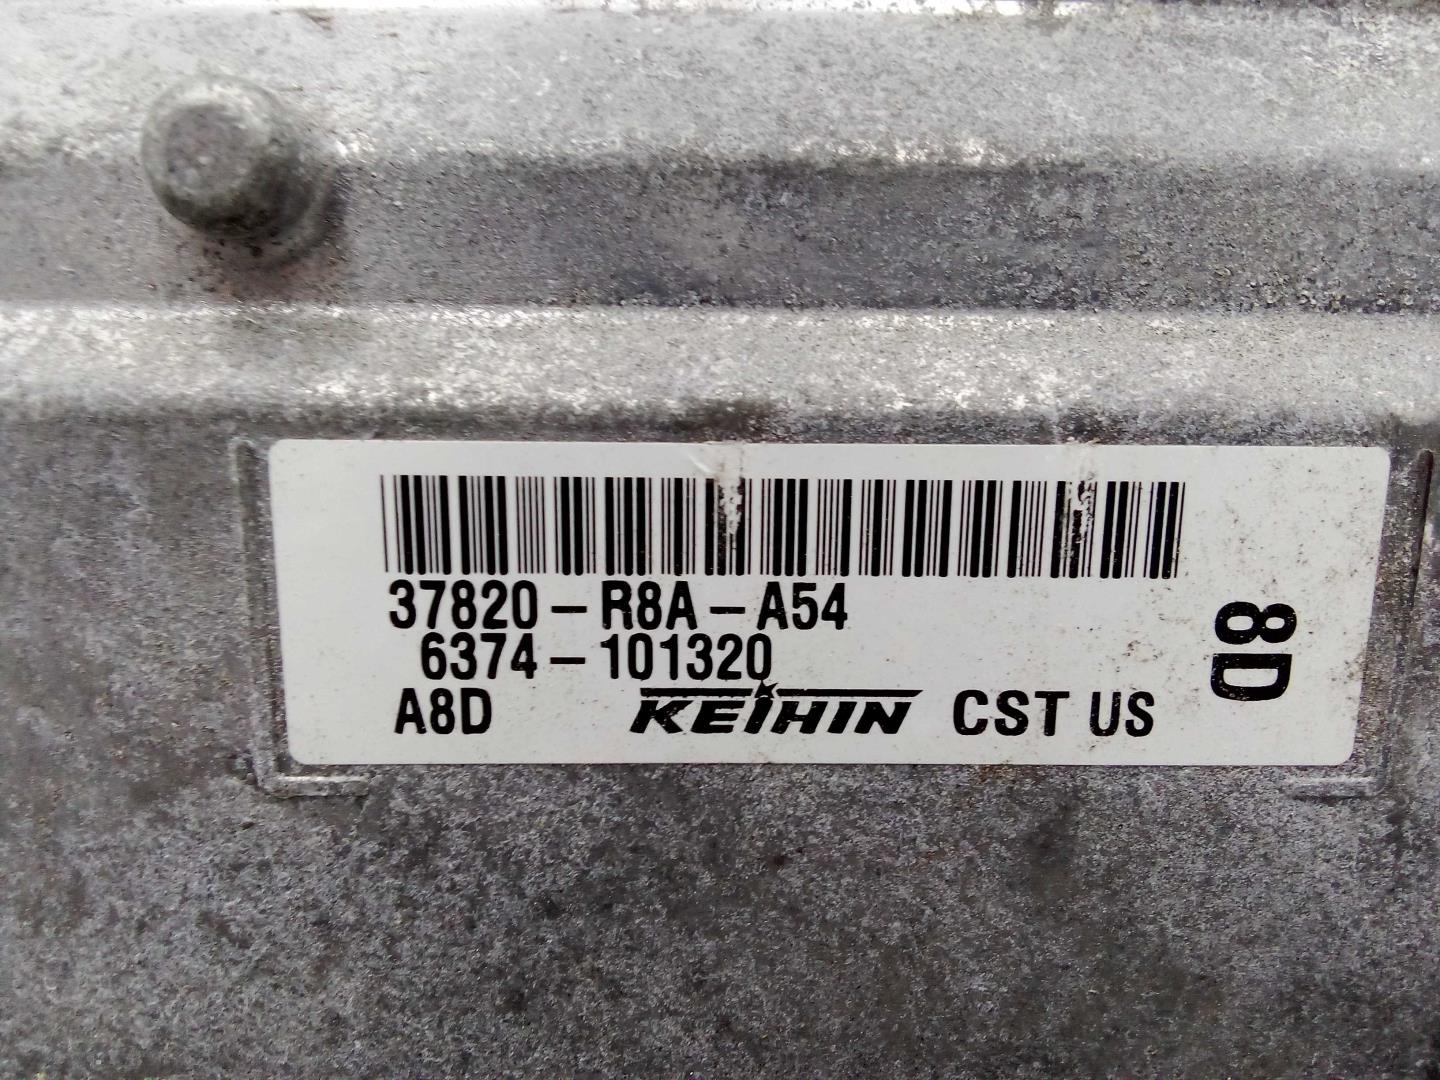 37820-R8A-A54
6374-101320
A8D KEIHIN CST US
8D